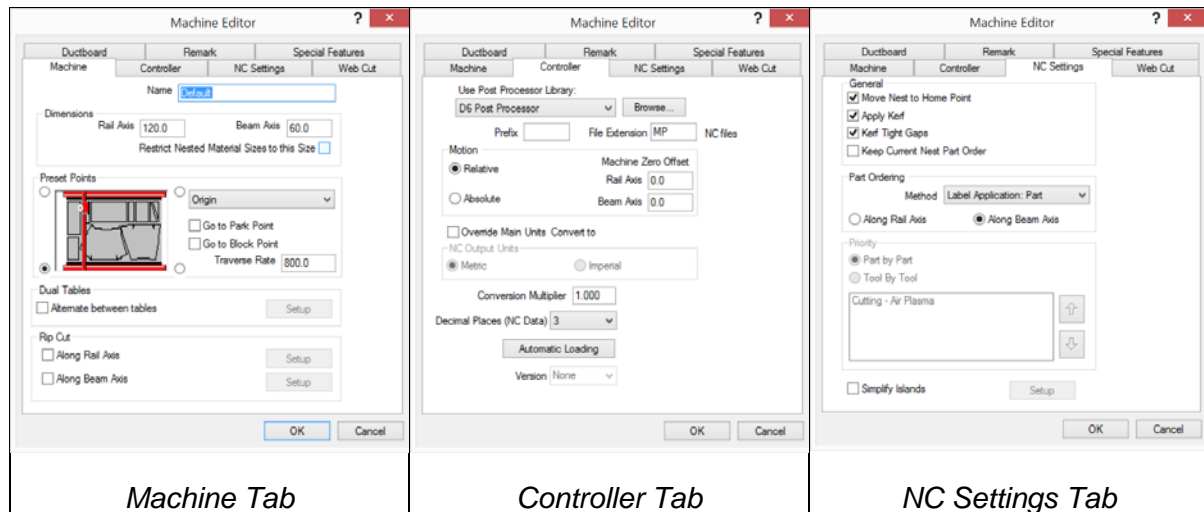 Machine Editor ? ×
Ductboard Remark Special Features
Machine Controller NC Settings Web Cut
Name Default
Dimensions
Rail Axis 120.0 Beam Axis 60.0
Restrict Nested Material Sizes to this Size
Preset Points
Origin
Go to Park Point
Go to Block Point
Traverse Rate 800.0
Dual Tables
Alternate between tables Setup
Rip Cut
Along Rail Axis Setup
Along Beam Axis Setup
OK Cancel
Machine Tab
Machine Editor ? ×
Ductboard Remark Special Features
Machine Controller NC Settings Web Cut
Use Post Processor Library:
D6 Post Processor Browse...
Prefix File Extension MP NC files
Motion
Machine Zero Offset
Relative Rail Axis 0.0
Absolute Beam Axis 0.0
Override Main Units Convert to
NC Output Units
Metric Imperial
Conversion Multiplier 1.000
Decimal Places (NC Data) 3
Automatic Loading
Version None
OK Cancel
Controller Tab
Machine Editor ? ×
Ductboard Remark Special Features
Machine Controller NC Settings Web Cut
General
Move Nest to Home Point
Apply Kerf
Kerf Tight Gaps
Keep Current Nest Part Order
Part Ordering
Method Label Application: Part
Along Rail Axis Along Beam Axis
Priority
Part by Part
Tool By Tool
Cutting - Air Plasma
Simplify Islands Setup
OK Cancel
NC Settings Tab